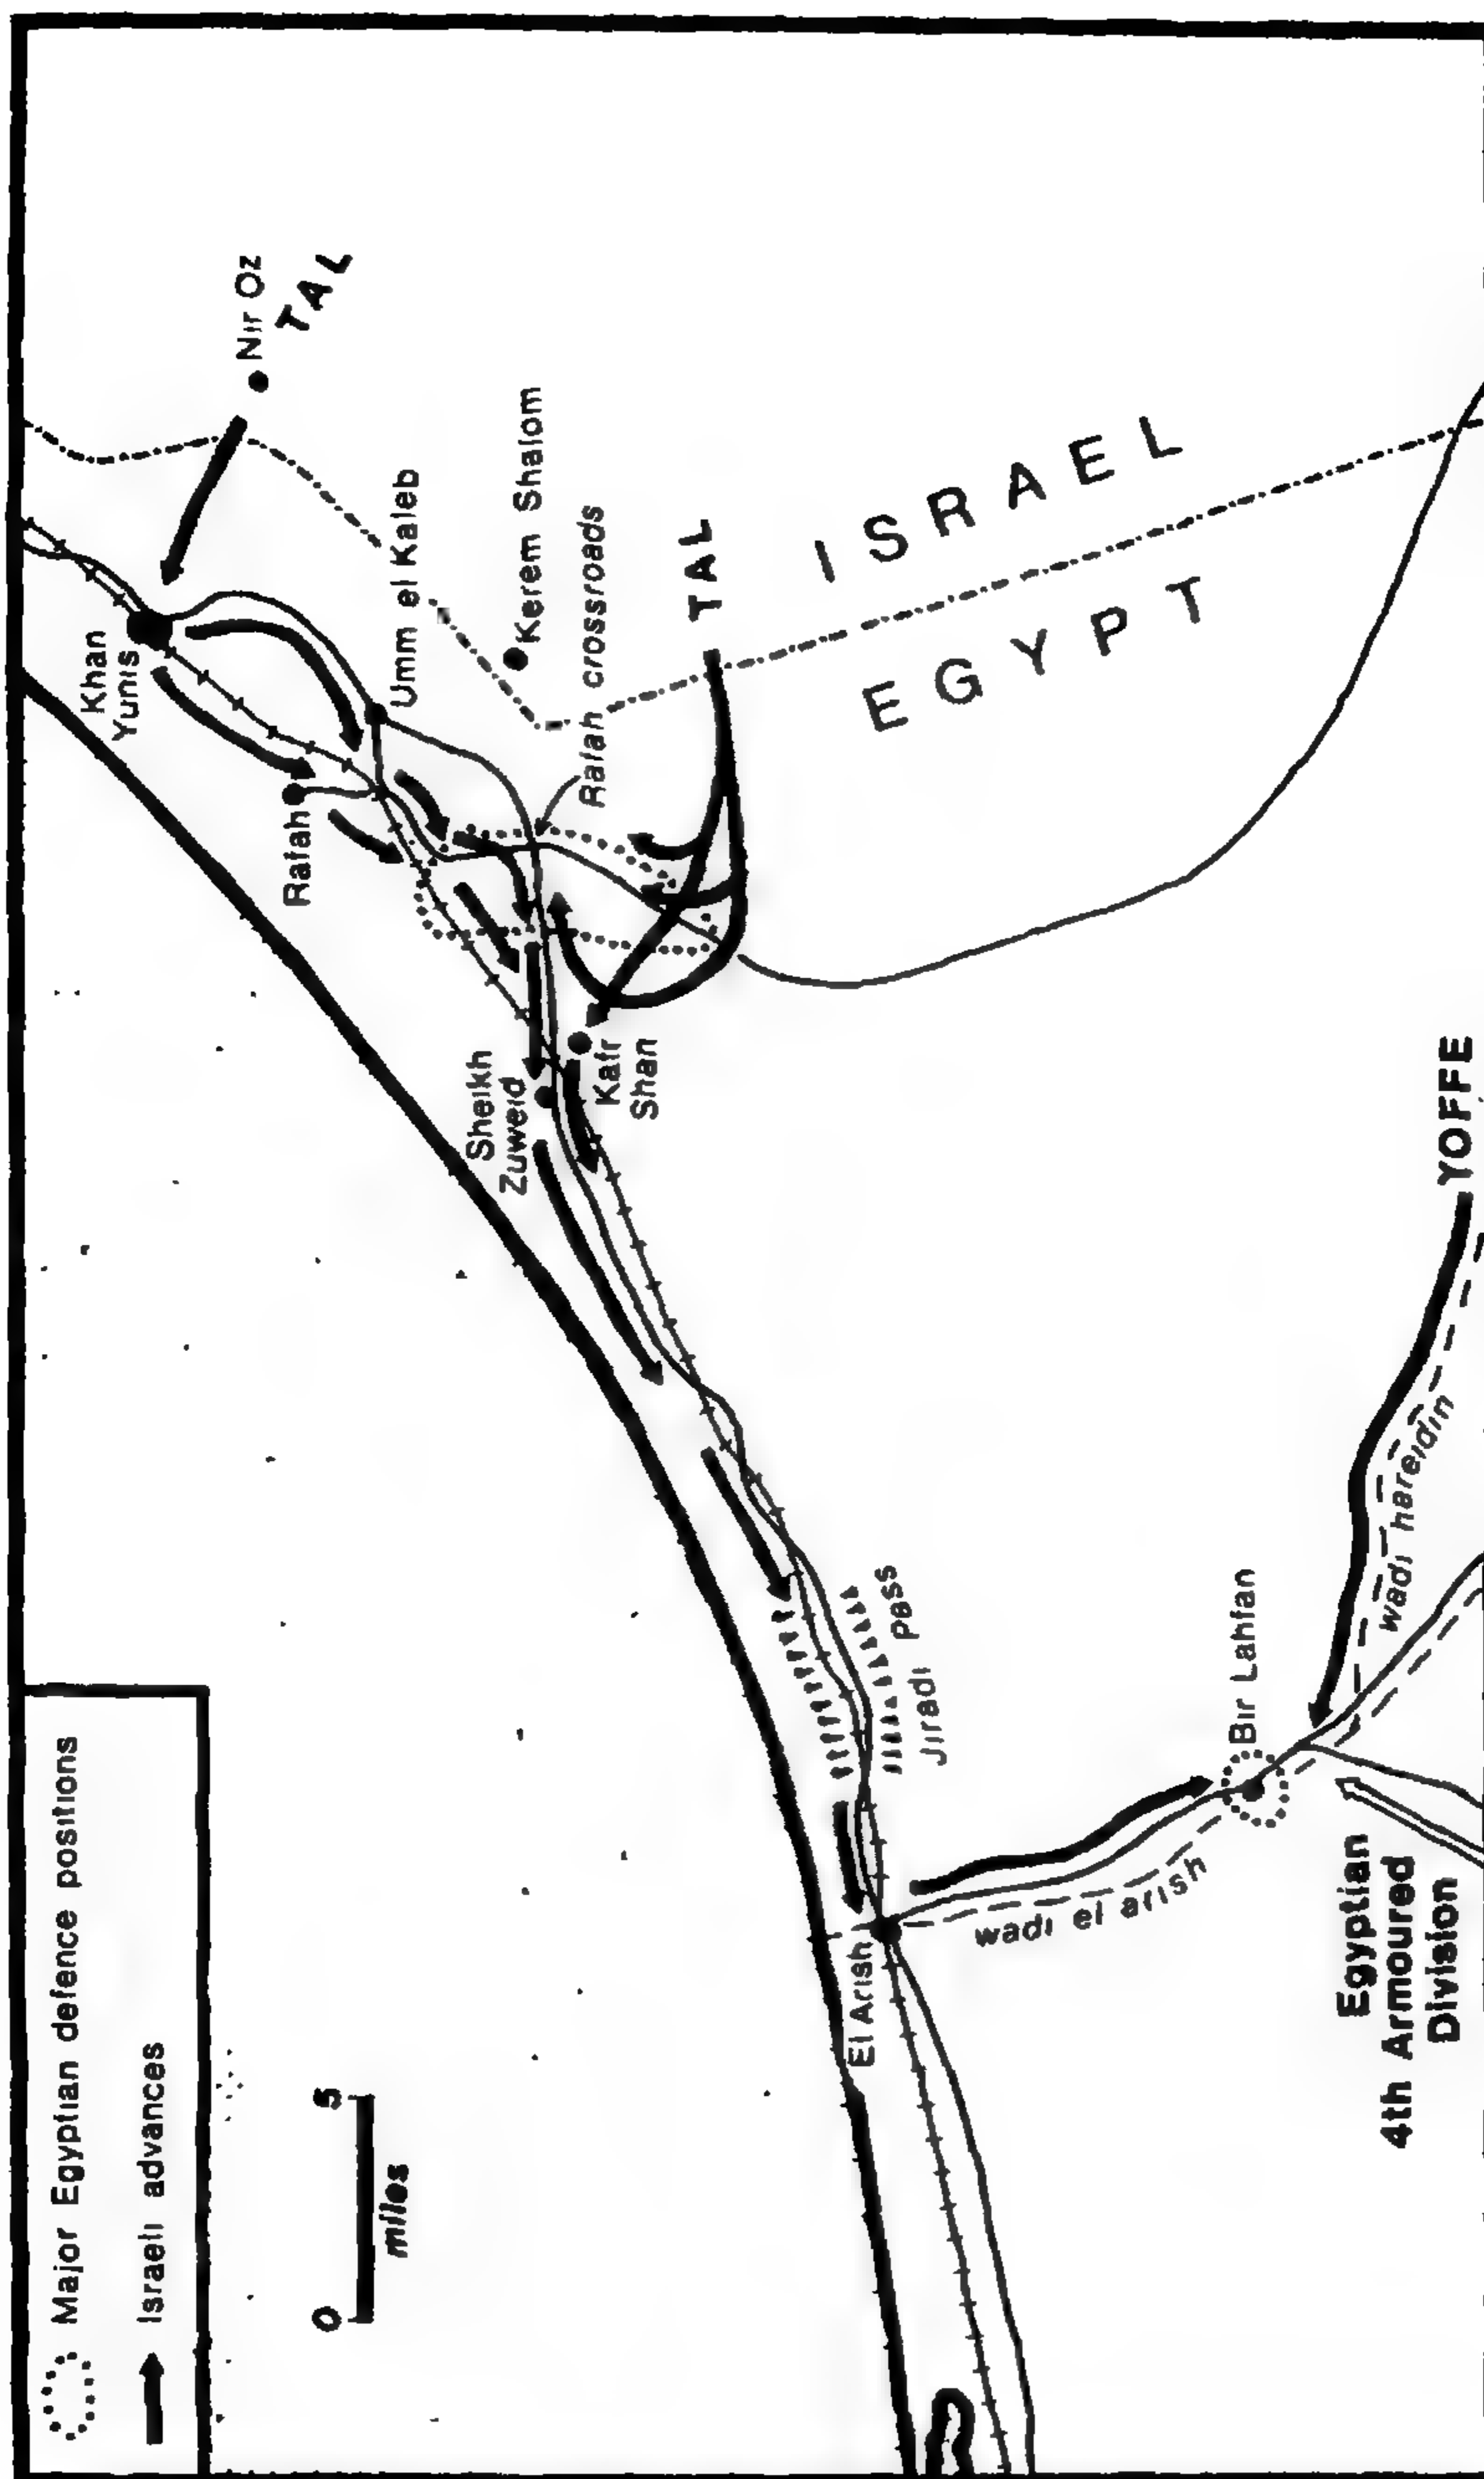 Major Egyptian defence positions
Israeli advances
0 5
miles
Khan
Yunis
Nir Oz
TAL
Rafah
Umm el Kaleb
Kerem Shalom
Rafah crossroads
TAL
ISRAEL
EGYPT
Sheikh
Zuweid
Kafr
Shan
Jiradi pass
El Arish
wadi el arish
Bir Lahfan
wadi hareidin
YOFFE
Egyptian
4th Armoured
Division